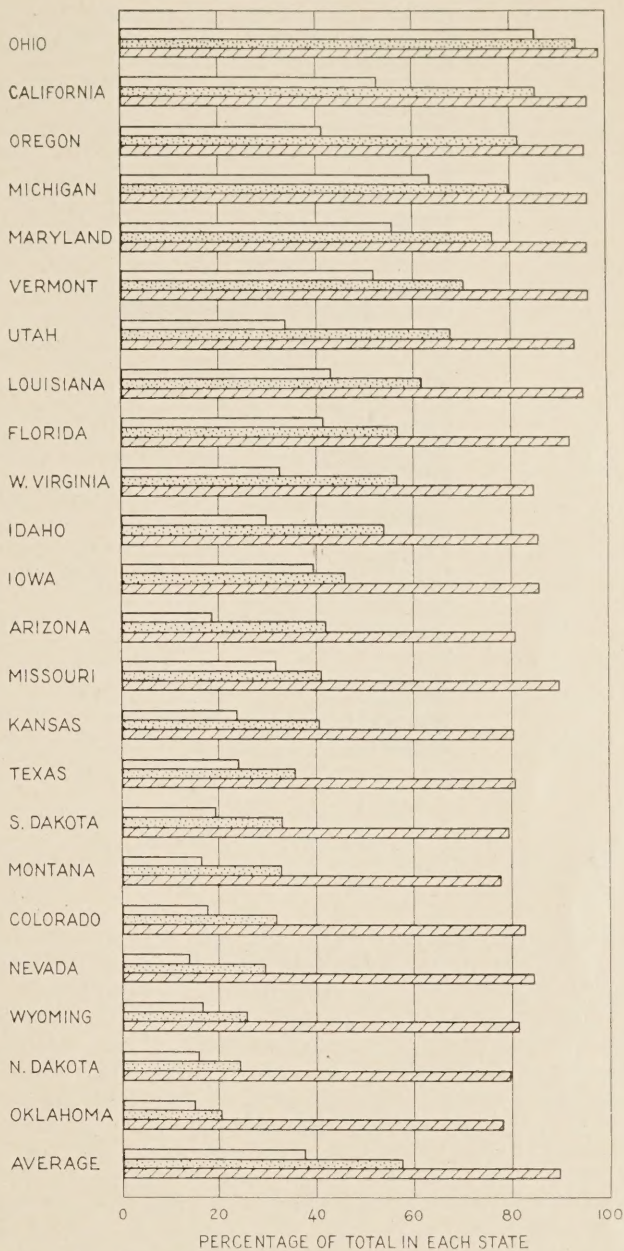 OHIO
CALIFORNIA
OREGON
MICHIGAN
MARYLAND
VERMONT
UTAH
LOUISIANA
FLORIDA
W. VIRGINIA
IDAHO
IOWA
ARIZONA
MISSOURI
KANSAS
TEXAS
S. DAKOTA
MONTANA
COLORADO
NEVADA
WYOMING
N. DAKOTA
OKLAHOMA
AVERAGE
0 20 40 60 80 100
PERCENTAGE OF TOTAL IN EACH STATE